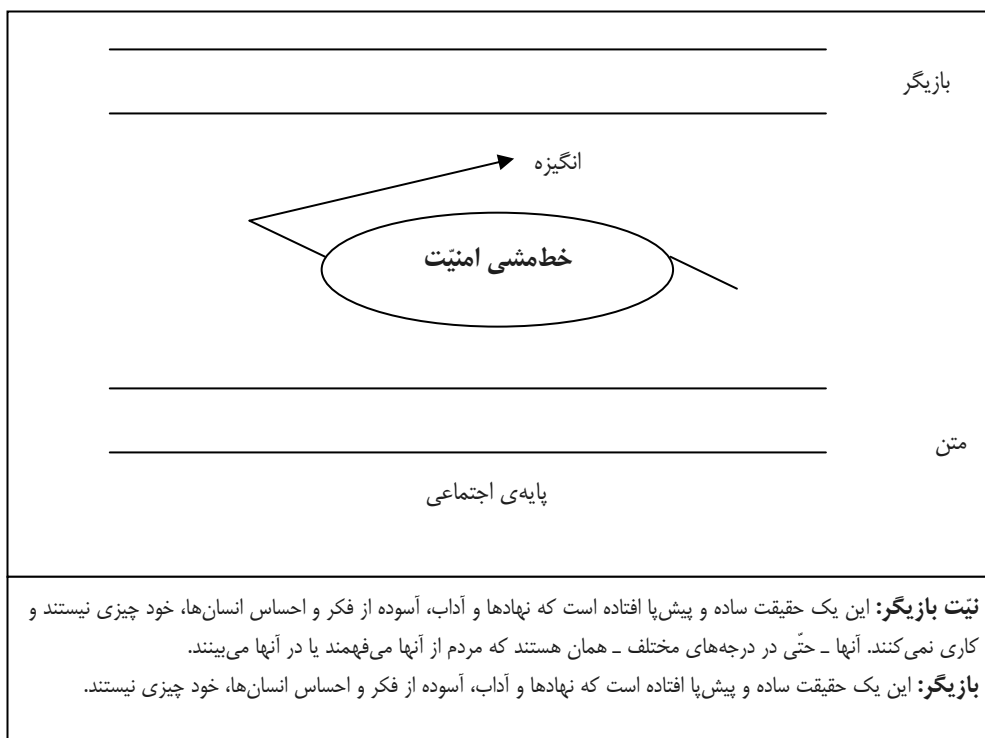 بازیگر
انگیزه
خط‌مشی امنیّت
متن
پایه‌ی اجتماعی
نیّت بازیگر: این یک حقیقت ساده و پیش‌پا افتاده است که نهادها و آداب، آسوده از فکر و احساس انسان‌ها، خود چیزی نیستند و
کاری نمی‌کنند. آنها ـ حتّی در درجه‌های مختلف ـ همان هستند که مردم از آنها می‌فهمند یا در آنها می‌بینند.
بازیگر: این یک حقیقت ساده و پیش‌پا افتاده است که نهادها و آداب، آسوده از فکر و احساس انسان‌ها، خود چیزی نیستند.